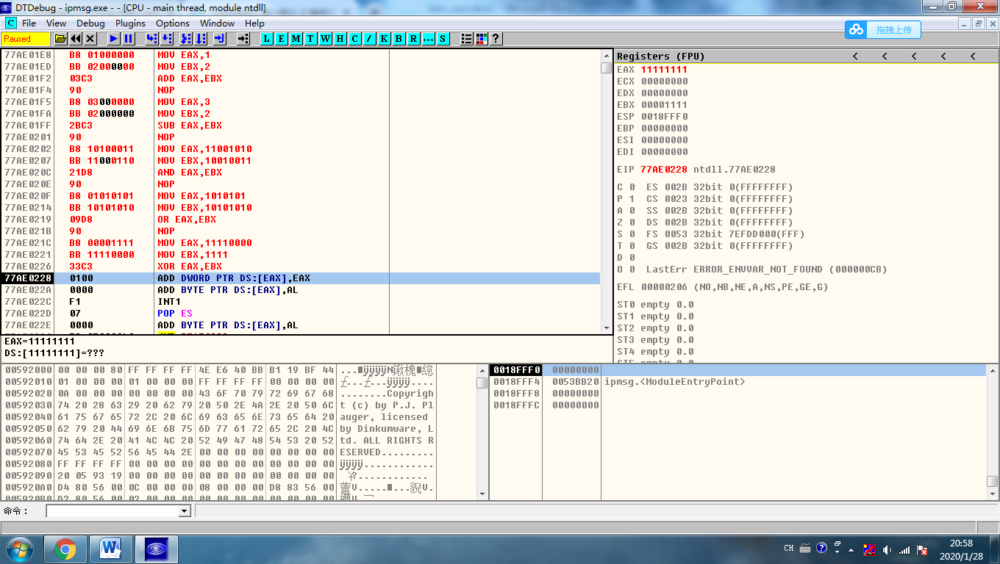 DTDebug - ipmsg.exe - - [CPU - main thread, module ntdll]
C File View Debug Plugins Options Window Help
拖拽上传
Paused L E M T W H C / K B R ... S ?
77AE01E8 B8 01000000 MOV EAX,1
77AE01ED BB 02000000 MOV EBX,2
77AE01F2 03C3 ADD EAX,EBX
77AE01F4 90 NOP
77AE01F5 B8 03000000 MOV EAX,3
77AE01FA BB 02000000 MOV EBX,2
77AE01FF 2BC3 SUB EAX,EBX
77AE0201 90 NOP
77AE0202 B8 10100011 MOV EAX,11001010
77AE0207 BB 11000110 MOV EBX,10010011
77AE020C 21D8 AND EAX,EBX
77AE020E 90 NOP
77AE020F B8 01010101 MOV EAX,1010101
77AE0214 BB 10101010 MOV EBX,10101010
77AE0219 09D8 OR EAX,EBX
77AE021B 90 NOP
77AE021C B8 00001111 MOV EAX,11110000
77AE0221 BB 11110000 MOV EBX,1111
77AE0226 33C3 XOR EAX,EBX
77AE0228 0100 ADD DWORD PTR DS:[EAX],EAX
77AE022A 0000 ADD BYTE PTR DS:[EAX],AL
77AE022C F1 INT1
77AE022D 07 POP ES
77AE022E 0000 ADD BYTE PTR DS:[EAX],AL
EAX=11111111
DS:[11111111]=???
Registers (FPU) < < < < <
EAX 11111111
ECX 00000000
EDX 00000000
EBX 00001111
ESP 0018FFF0
EBP 00000000
ESI 00000000
EDI 00000000
EIP 77AE0228 ntdll.77AE0228
C 0 ES 002B 32bit 0(FFFFFFFF)
P 1 CS 0023 32bit 0(FFFFFFFF)
A 0 SS 002B 32bit 0(FFFFFFFF)
Z 0 DS 002B 32bit 0(FFFFFFFF)
S 0 FS 0053 32bit 7EFDD000(FFF)
T 0 GS 002B 32bit 0(FFFFFFFF)
D 0
O 0 LastErr ERROR_ENVVAR_NOT_FOUND (000000CB)
EFL 00000206 (NO,NB,NE,A,NS,PE,GE,G)
ST0 empty 0.0
ST1 empty 0.0
ST2 empty 0.0
ST3 empty 0.0
ST4 empty 0.0
ST5 empty 0.0
00592000 00 00 00 80 FF FF FF FF 4E E6 40 BB B1 19 BF 44
00592010 01 00 00 00 01 00 00 00 FF FF FF FF 00 00 00 00
00592020 0A 00 00 00 00 00 00 00 43 6F 70 79 72 69 67 68 ........Copyrigh
00592030 74 20 28 63 29 20 62 79 20 50 2E 4A 2E 20 50 6C t (c) by P.J. Pl
00592040 61 75 67 65 72 2C 20 6C 69 63 65 6E 73 65 64 20 auger, licensed
00592050 62 79 20 44 69 6E 6B 75 6D 77 61 72 65 2C 20 4C by Dinkumware, L
00592060 74 64 2E 20 41 4C 4C 20 52 49 47 48 54 53 20 52 td. ALL RIGHTS R
00592070 45 53 45 52 56 45 44 2E 00 00 00 00 00 00 00 00 ESERVED.........
00592080 FF FF FF FF 00 00 00 00 00 00 00 00 00 00 00 00 ÿÿÿÿ............
00592090 20 05 93 19 00 00 00 00 00 00 00 00 00 00 00 00
005920A0 D4 80 56 00 0C 00 00 00 08 00 00 00 D8 83 56 00
005920B0 D2 80 56 00 02 00 00 00 00 00 00 00 00 00 00 00
0018FFF0 00000000
0018FFF4 0053BB20 ipmsg.<ModuleEntryPoint>
0018FFF8 00000000
0018FFFC 00000000
命令：
CH 20:58
2020/1/28